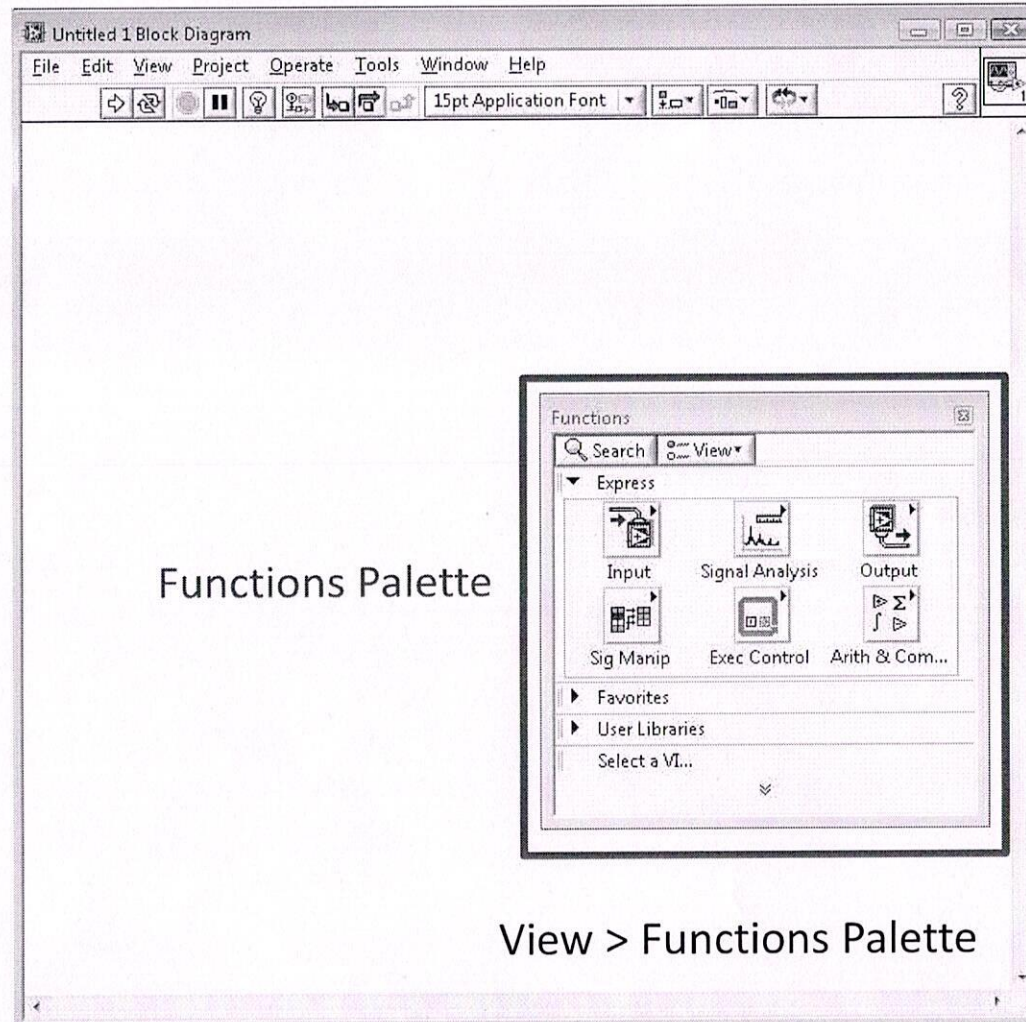 Untitled 1 Block Diagram
File Edit View Project Operate Tools Window Help
15pt Application Font
?
1
Functions
Search View
Express
Input Signal Analysis Output
Sig Manip Exec Control Arith & Com...
Favorites
User Libraries
Select a VI...
Functions Palette
View > Functions Palette